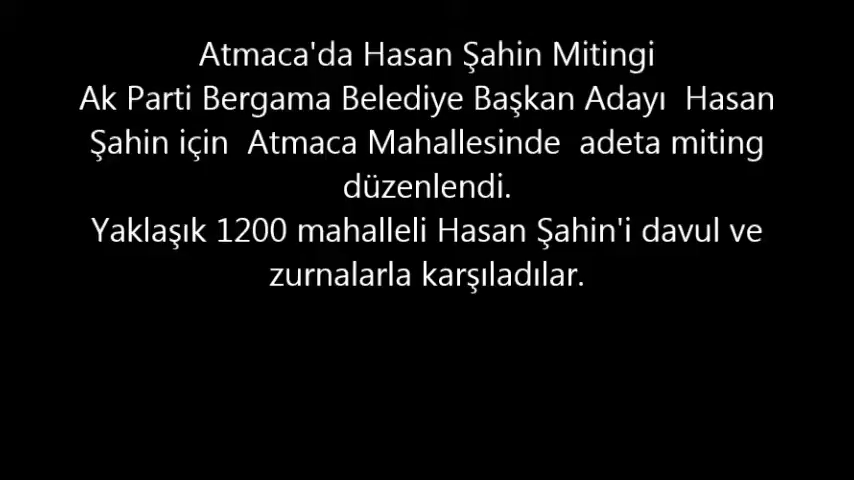 Atmaca'da Hasan Şahin Mitingi
Ak Parti Bergama Belediye Başkan Adayı  Hasan
Şahin için  Atmaca Mahallesinde  adeta miting
düzenlendi.
Yaklaşık 1200 mahalleli Hasan Şahin'i davul ve
zurnalarla karşıladılar.